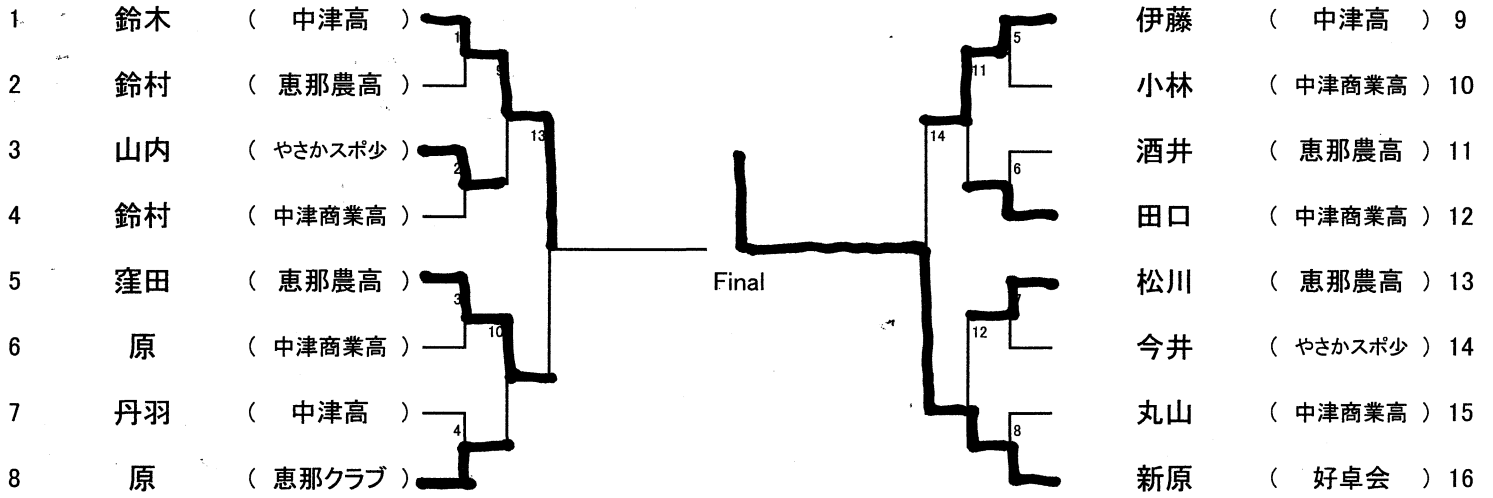 1 鈴木 ( 中津高 ) 伊藤 ( 中津高 ) 9
1 5
9 11
2 鈴村 ( 恵那農高 ) 小林 ( 中津商業高 ) 10
13 14
3 山内 ( やさかスポ少 ) 酒井 ( 恵那農高 ) 11
2 6
4 鈴村 ( 中津商業高 ) 田口 ( 中津商業高 ) 12
5 窪田 ( 恵那農高 ) Final 松川 ( 恵那農高 ) 13
3 7
10 12
6 原 ( 中津商業高 ) 今井 ( やさかスポ少 ) 14
7 丹羽 ( 中津高 ) 丸山 ( 中津商業高 ) 15
4 8
8 原 ( 恵那クラブ ) 新原 ( 好卓会 ) 16